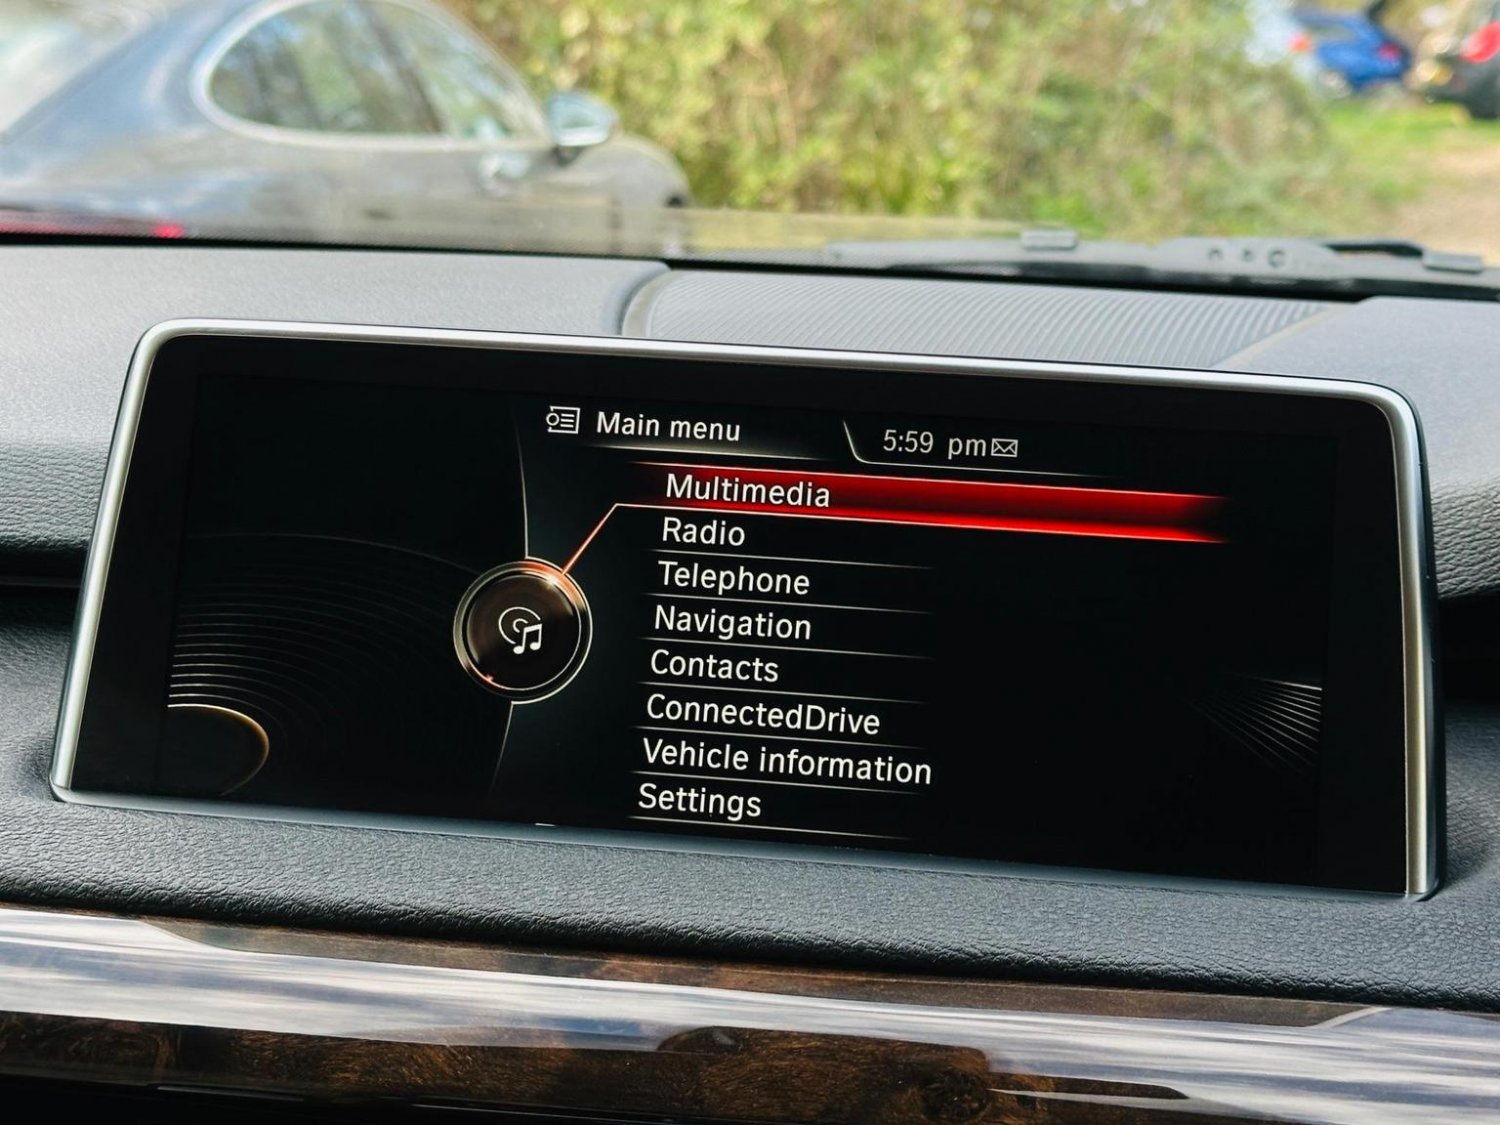 Main menu
5:59 pm
Multimedia
Radio
Telephone
Navigation
Contacts
ConnectedDrive
Vehicle information
Settings